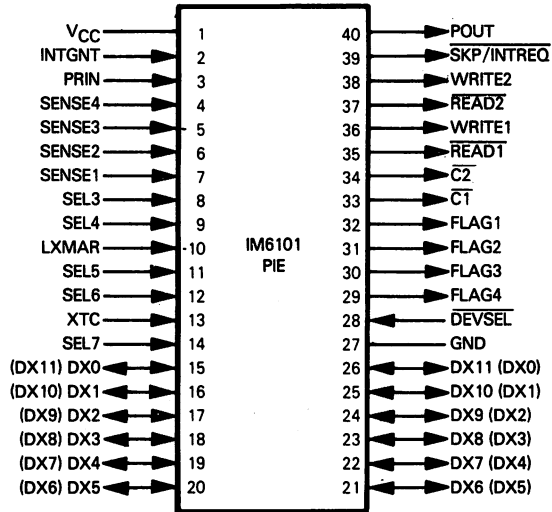 VCC 1 40 POUT
INTGNT 2 39 SKP/INTREQ
PRIN 3 38 WRITE2
SENSE4 4 37 READ2
SENSE3 5 36 WRITE1
SENSE2 6 35 READ1
SENSE1 7 34 C2
SEL3 8 33 C1
SEL4 9 32 FLAG1
LXMAR 10 IM6101 31 FLAG2
SEL5 11 PIE 30 FLAG3
SEL6 12 29 FLAG4
XTC 13 28 DEVSEL
SEL7 14 27 GND
(DX11) DX0 15 26 DX11 (DX0)
(DX10) DX1 16 25 DX10 (DX1)
(DX9) DX2 17 24 DX9 (DX2)
(DX8) DX3 18 23 DX8 (DX3)
(DX7) DX4 19 22 DX7 (DX4)
(DX6) DX5 20 21 DX6 (DX5)